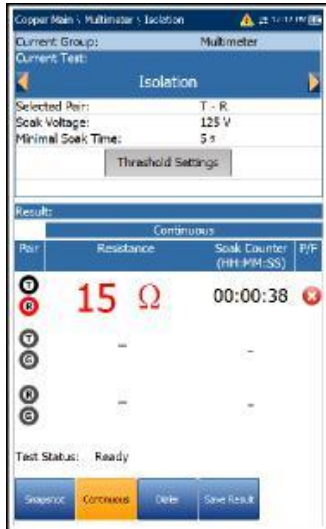 Copper Main \ Multimeter \ Isolation
Current Group: Multimeter
Current Test:
Isolation
Selected Pair: T - R
Soak Voltage: 125 V
Minimal Soak Time: 5 s
Threshold Settings
Result:
Continuous
Pair Resistance Soak Counter (HH:MM:SS) P/F
T
R 15 Ω 00:00:38
T
G - -
R
G - -
Test Status: Ready
Snapshot Continuous Dialer Save Result